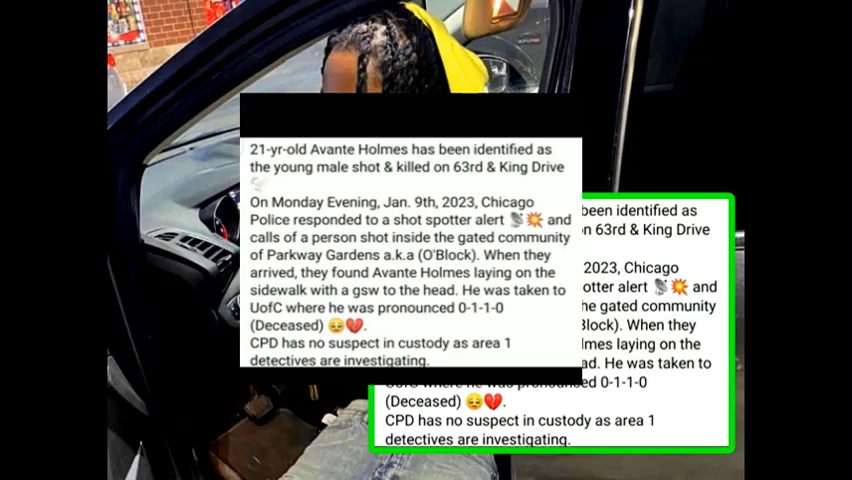 21-yr-old Avante Holmes has been identified as
the young male shot & killed on 63rd & King Drive
On Monday Evening, Jan. 9th, 2023, Chicago
Police responded to a shot spotter alert 📡💥 and
calls of a person shot inside the gated community
of Parkway Gardens a.k.a (O'Block). When they
arrived, they found Avante Holmes laying on the
sidewalk with a gsw to the head. He was taken to
UofC where he was pronounced 0-1-1-0
(Deceased) 😔💔.
CPD has no suspect in custody as area 1
detectives are investigating.
been identified as
on 63rd & King Drive
2023, Chicago
otter alert 📡💥 and
he gated community
Block). When they
lmes laying on the
ad. He was taken to
UofC where he was pronounced 0-1-1-0
(Deceased) 😔💔.
CPD has no suspect in custody as area 1
detectives are investigating.